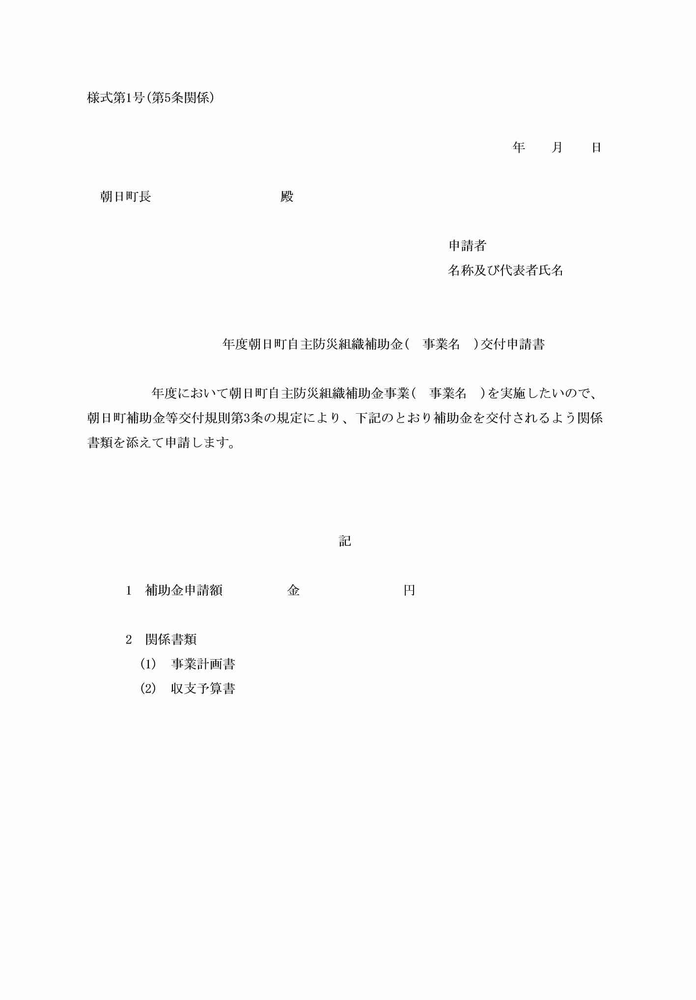 様式第1号(第5条関係)
年　　月　　日
朝日町長　　　　　　　　　　殿
申請者
名称及び代表者氏名
年度朝日町自主防災組織補助金(　事業名　)交付申請書
年度において朝日町自主防災組織補助金事業(　事業名　)を実施したいので、
朝日町補助金等交付規則第3条の規定により、下記のとおり補助金を交付されるよう関係
書類を添えて申請します。
記
1　補助金申請額　　　　　金　　　　　　　　円
2　関係書類
(1)　事業計画書
(2)　収支予算書